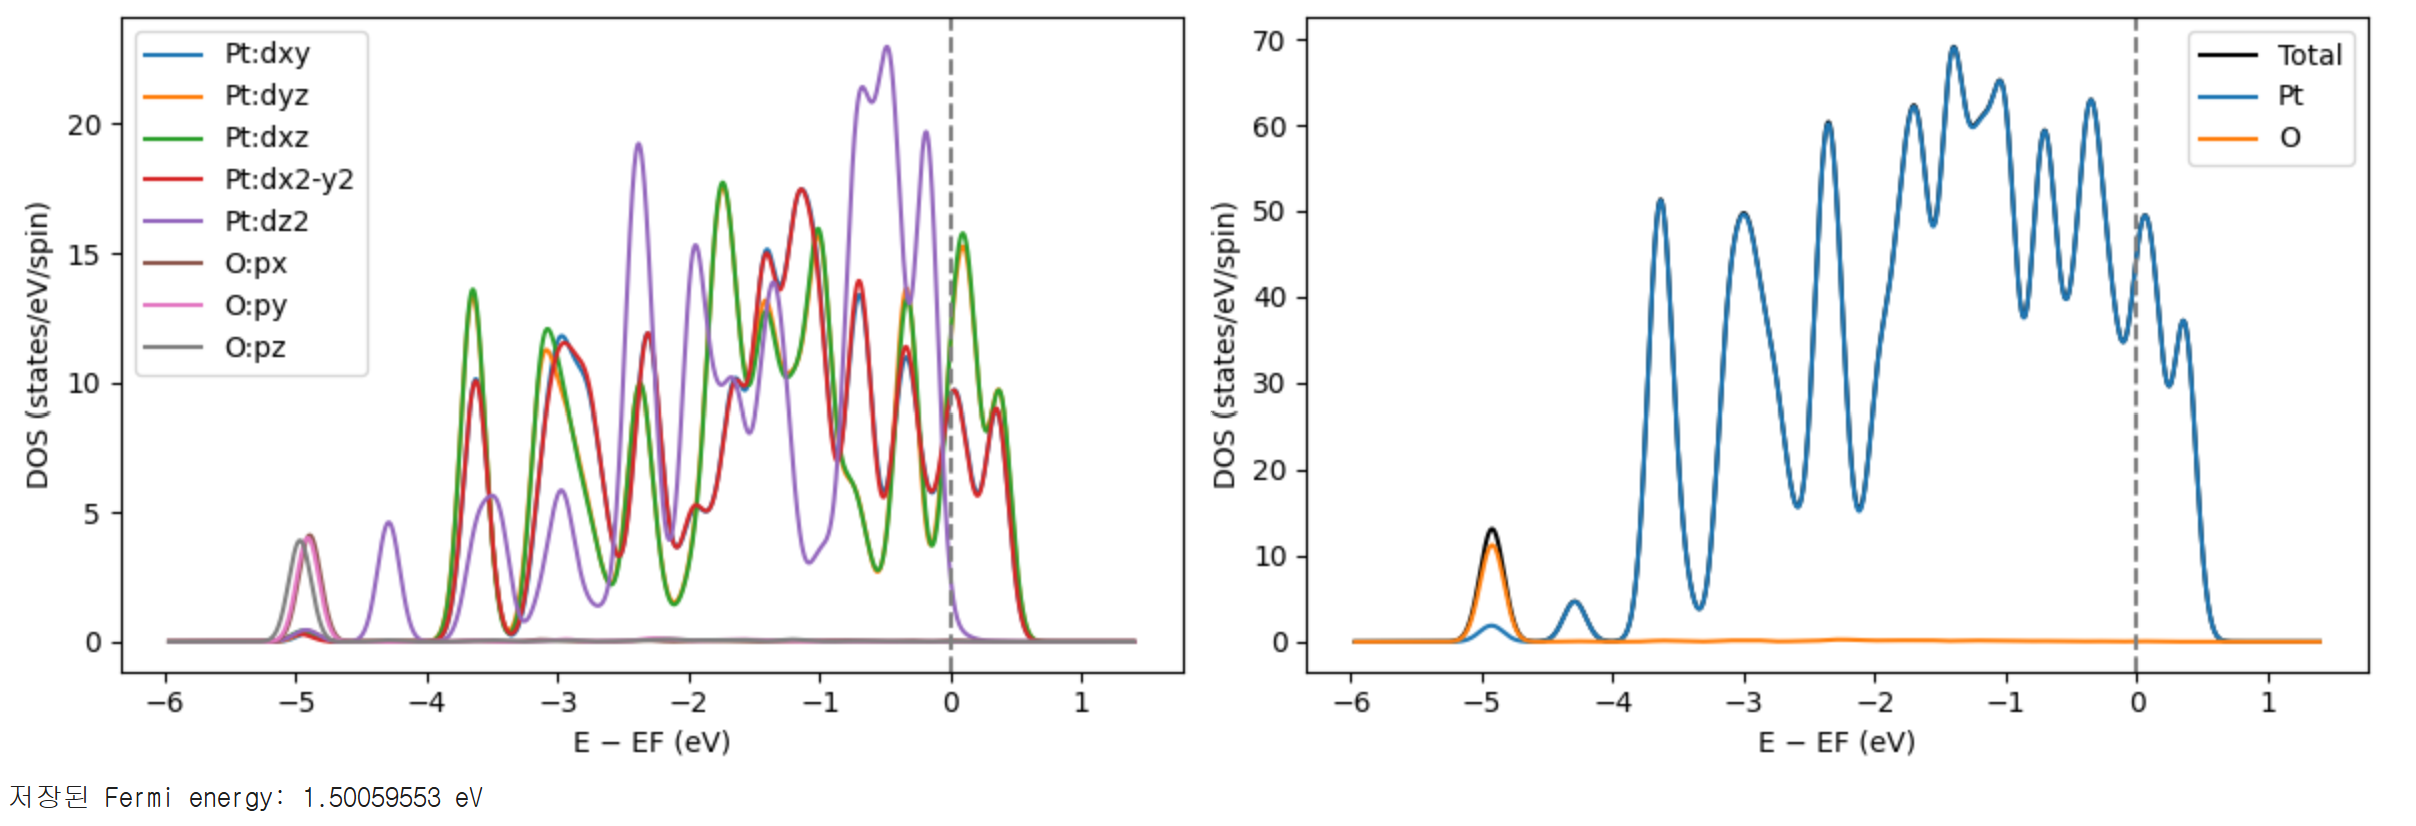 Pt:dxy
Pt:dyz
Pt:dxz
Pt:dx2-y2
Pt:dz2
O:px
O:py
O:pz
20
15
10
5
0
DOS (states/eV/spin)
−6 −5 −4 −3 −2 −1 0 1
E − EF (eV)
Total
Pt
O
70
60
50
40
30
20
10
0
DOS (states/eV/spin)
−6 −5 −4 −3 −2 −1 0 1
E − EF (eV)
저장된 Fermi energy: 1.50059553 eV